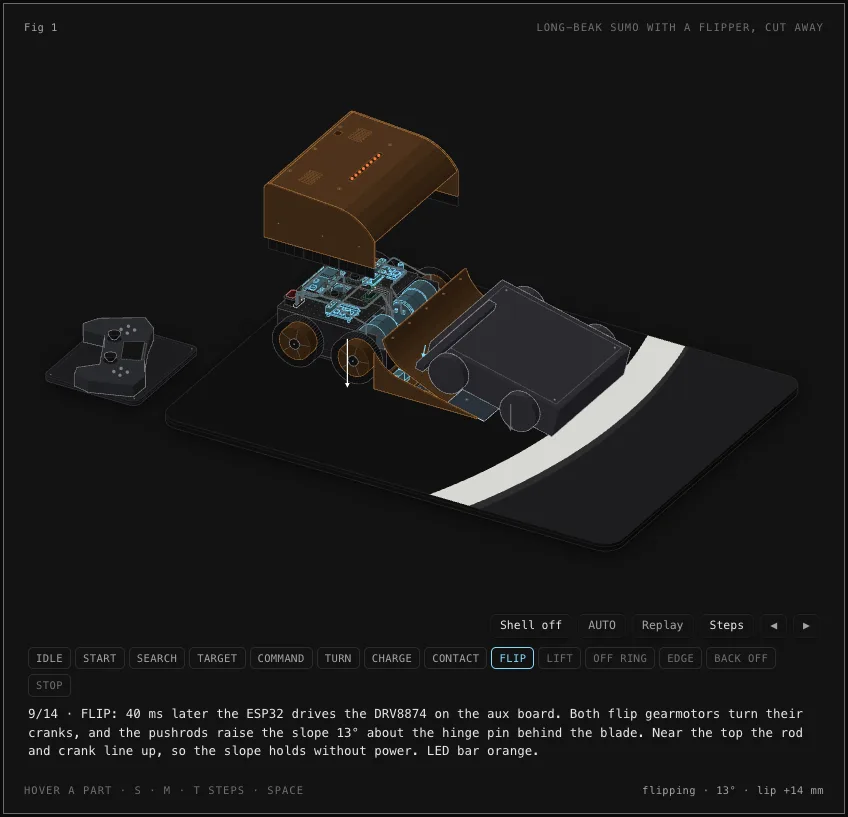 Fig 1
LONG-BEAK SUMO WITH A FLIPPER, CUT AWAY
Shell off AUTO Replay Steps ◄ ►
IDLE START SEARCH TARGET COMMAND TURN CHARGE CONTACT FLIP LIFT OFF RING EDGE BACK OFF
STOP
9/14 · FLIP: 40 ms later the ESP32 drives the DRV8874 on the aux board. Both flip gearmotors turn their
cranks, and the pushrods raise the slope 13° about the hinge pin behind the blade. Near the top the rod
and crank line up, so the slope holds without power. LED bar orange.
HOVER A PART · S · M · T STEPS · SPACE
flipping · 13° · lip +14 mm